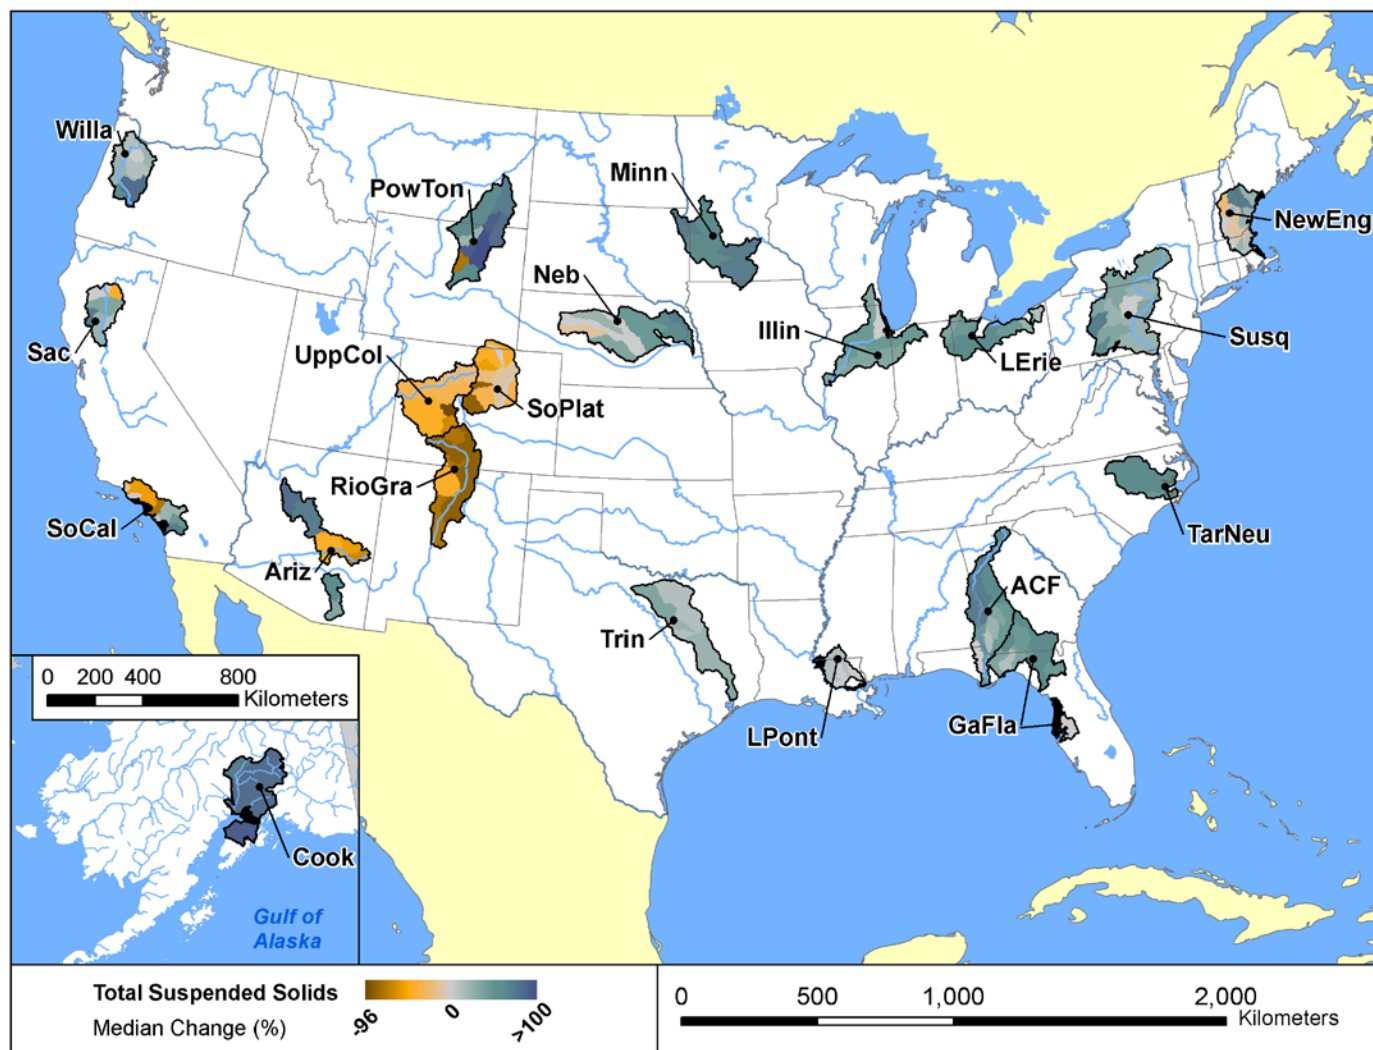 Willa
PowTon
Minn
NewEng
Neb
Illin
Susq
Sac
UppCol
LErie
SoPlat
RioGra
SoCal
TarNeu
Ariz
ACF
Trin
GaFla
LPont
0 200 400 800
Kilometers
Cook
Gulf of
Alaska
Total Suspended Solids
Median Change (%)
-96 0 >100
0 500 1,000 2,000
Kilometers